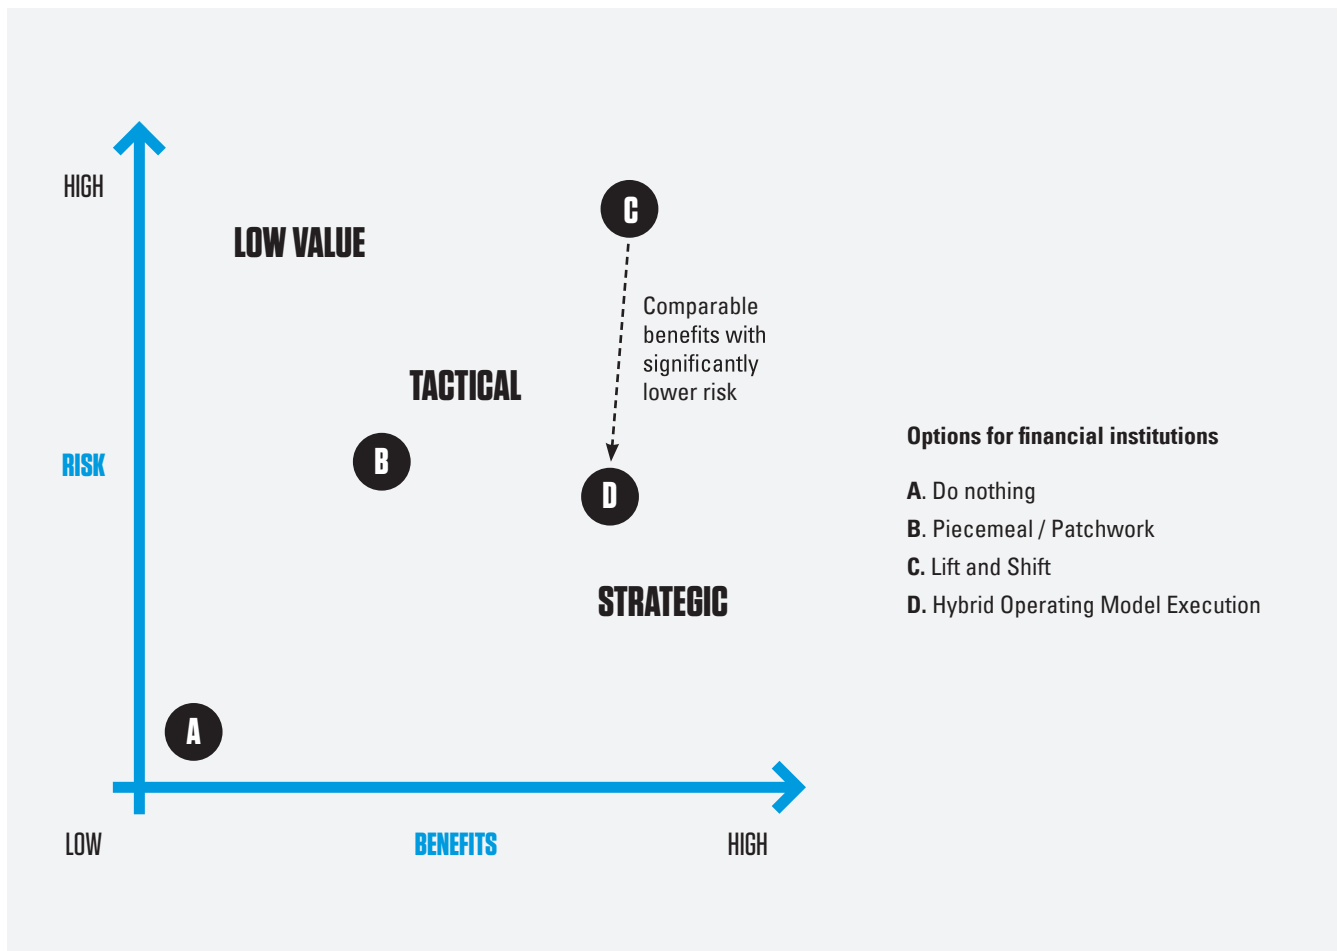 HIGH
C
LOW VALUE
Comparable
benefits with
significantly
lower risk
TACTICAL
Options for financial institutions
RISK
B
D
A. Do nothing
B. Piecemeal / Patchwork
C. Lift and Shift
D. Hybrid Operating Model Execution
STRATEGIC
A
LOW
BENEFITS
HIGH